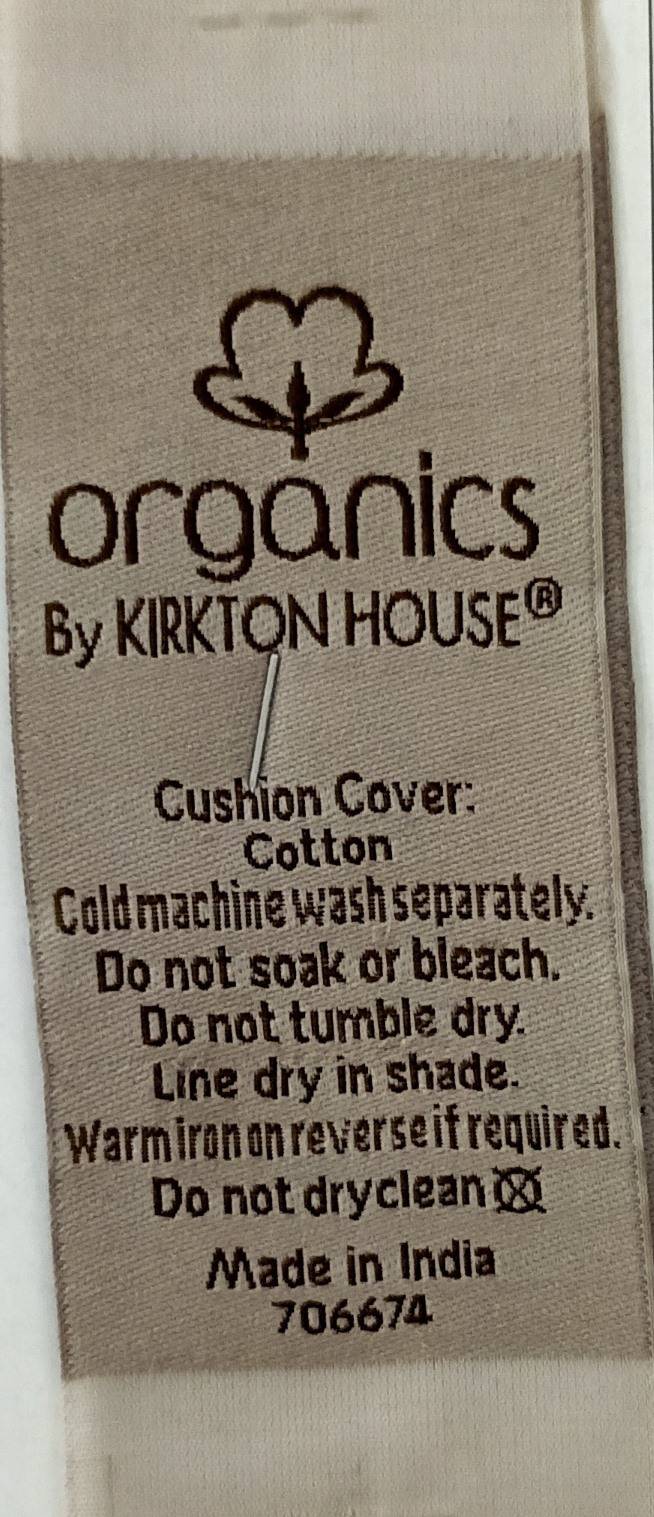 organics
By KIRKTON HOUSE®
Cushion Cover:
Cotton
Cold machine wash separately.
Do not soak or bleach.
Do not tumble dry.
Line dry in shade.
Warm iron on reverse if required.
Do not dryclean
Made in India
706674